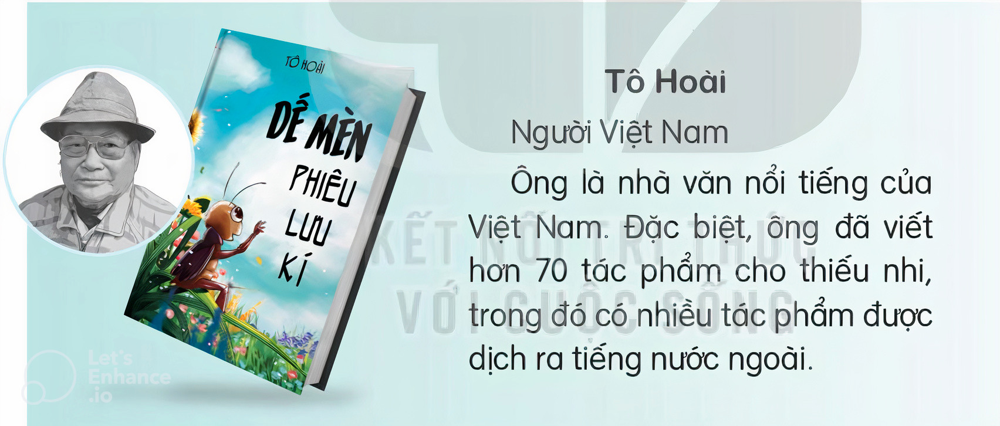 TÔ HOÀI
DẾ MÈN
PHIÊU
LƯU
KÍ
Tô Hoài
Người Việt Nam
Ông là nhà văn nổi tiếng của
Việt Nam. Đặc biệt, ông đã viết
hơn 70 tác phẩm cho thiếu nhi,
trong đó có nhiều tác phẩm được
dịch ra tiếng nước ngoài.
KẾT NỐI TRI THỨC
VỚI CUỘC SỐNG
Let's
Enhance
.io